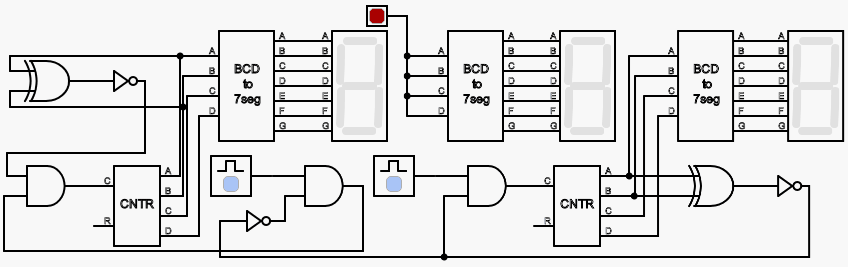 A A A A A A
B B B B B B
C C C C C C
D D D D D D
E E E E E E
F F F F F F
G G G G G G
A A A
B B B
C C C
D D D
BCD to 7seg
BCD to 7seg
BCD to 7seg
C A
CNTR B
R C
D
C A
CNTR B
R C
D